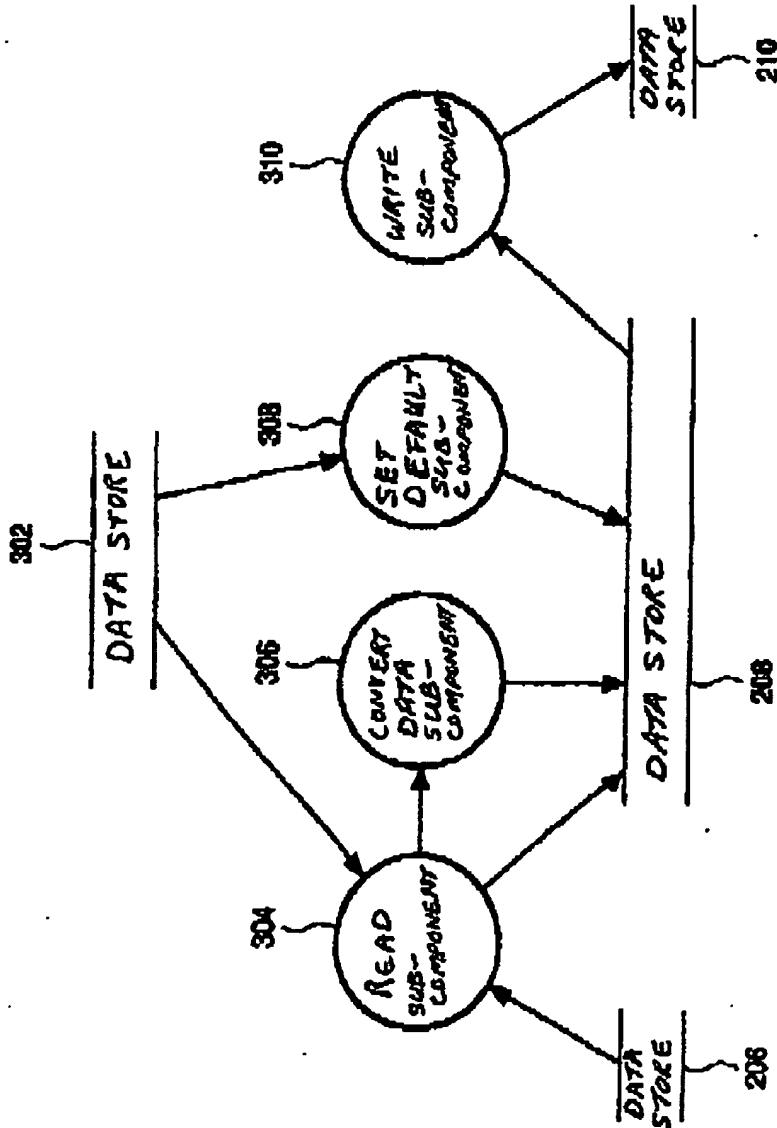 302
DATA STORE
304
READ
SUB-
COMPONENT
306
CONVERT
DATA
SUB-
COMPONENT
308
SET
DEFAULT
SUB-
COMPONENT
310
WRITE
SUB-
COMPONENT
DATA
STORE
206
DATA STORE
208
DATA
STORE
210